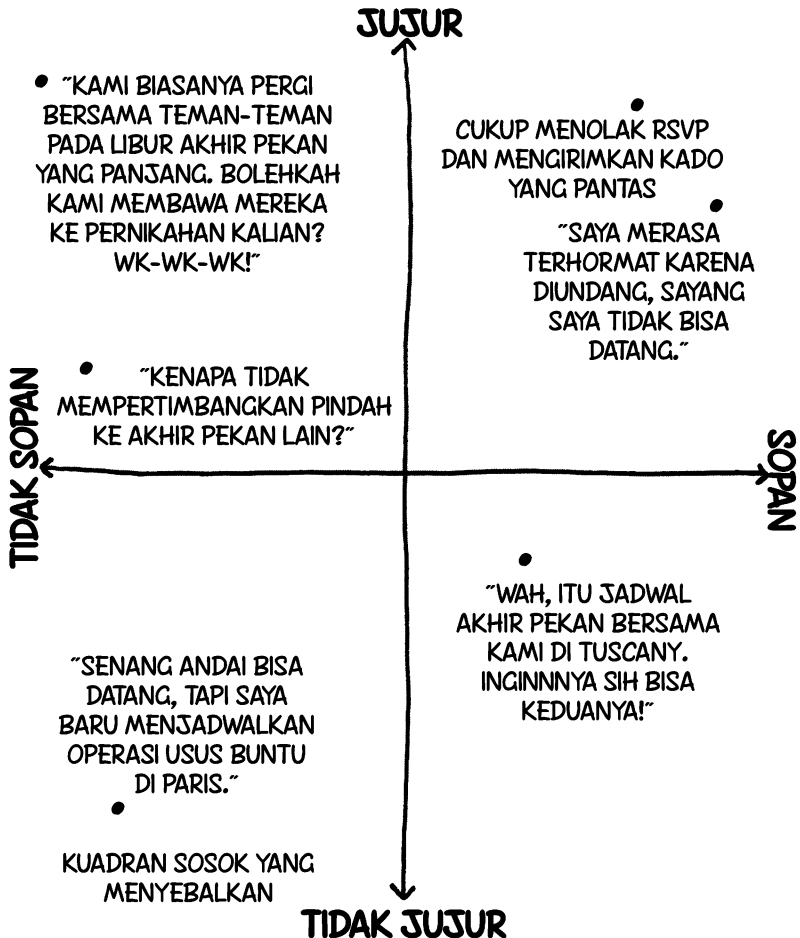 JUJUR
"KAMI BIASANYA PERGI
BERSAMA TEMAN-TEMAN
PADA LIBUR AKHIR PEKAN
YANG PANJANG. BOLEHKAH
KAMI MEMBAWA MEREKA
KE PERNIKAHAN KALIAN?
WK-WK-WK!"
CUKUP MENOLAK RSVP
DAN MENGIRIMKAN KADO
YANG PANTAS
"SAYA MERASA
TERHORMAT KARENA
DIUNDANG, SAYANG
SAYA TIDAK BISA
DATANG."
"KENAPA TIDAK
MEMPERTIMBANGKAN PINDAH
KE AKHIR PEKAN LAIN?"
TIDAK SOPAN
SOPAN
"WAH, ITU JADWAL
AKHIR PEKAN BERSAMA
KAMI DI TUSCANY.
INGINNNYA SIH BISA
KEDUANYA!"
"SENANG ANDAI BISA
DATANG, TAPI SAYA
BARU MENJADWALKAN
OPERASI USUS BUNTU
DI PARIS."
KUADRAN SOSOK YANG
MENYEBALKAN
TIDAK JUJUR